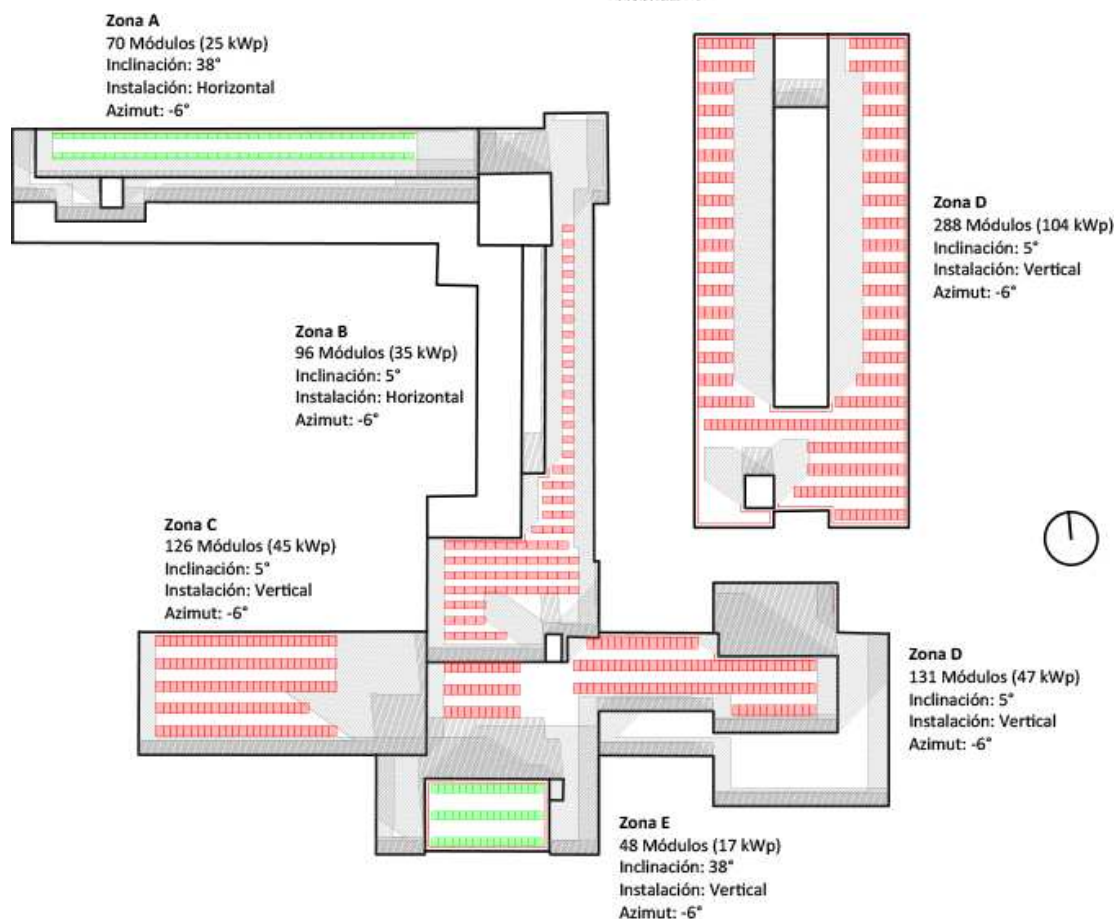 Zona A
70 Módulos (25 kWp)
Inclinación: 38°
Instalación: Horizontal
Azimut: -6°
Zona D
288 Módulos (104 kWp)
Inclinación: 5°
Instalación: Vertical
Azimut: -6°
Zona B
96 Módulos (35 kWp)
Inclinación: 5°
Instalación: Horizontal
Azimut: -6°
Zona C
126 Módulos (45 kWp)
Inclinación: 5°
Instalación: Vertical
Azimut: -6°
Zona D
131 Módulos (47 kWp)
Inclinación: 5°
Instalación: Vertical
Azimut: -6°
Zona E
48 Módulos (17 kWp)
Inclinación: 38°
Instalación: Vertical
Azimut: -6°